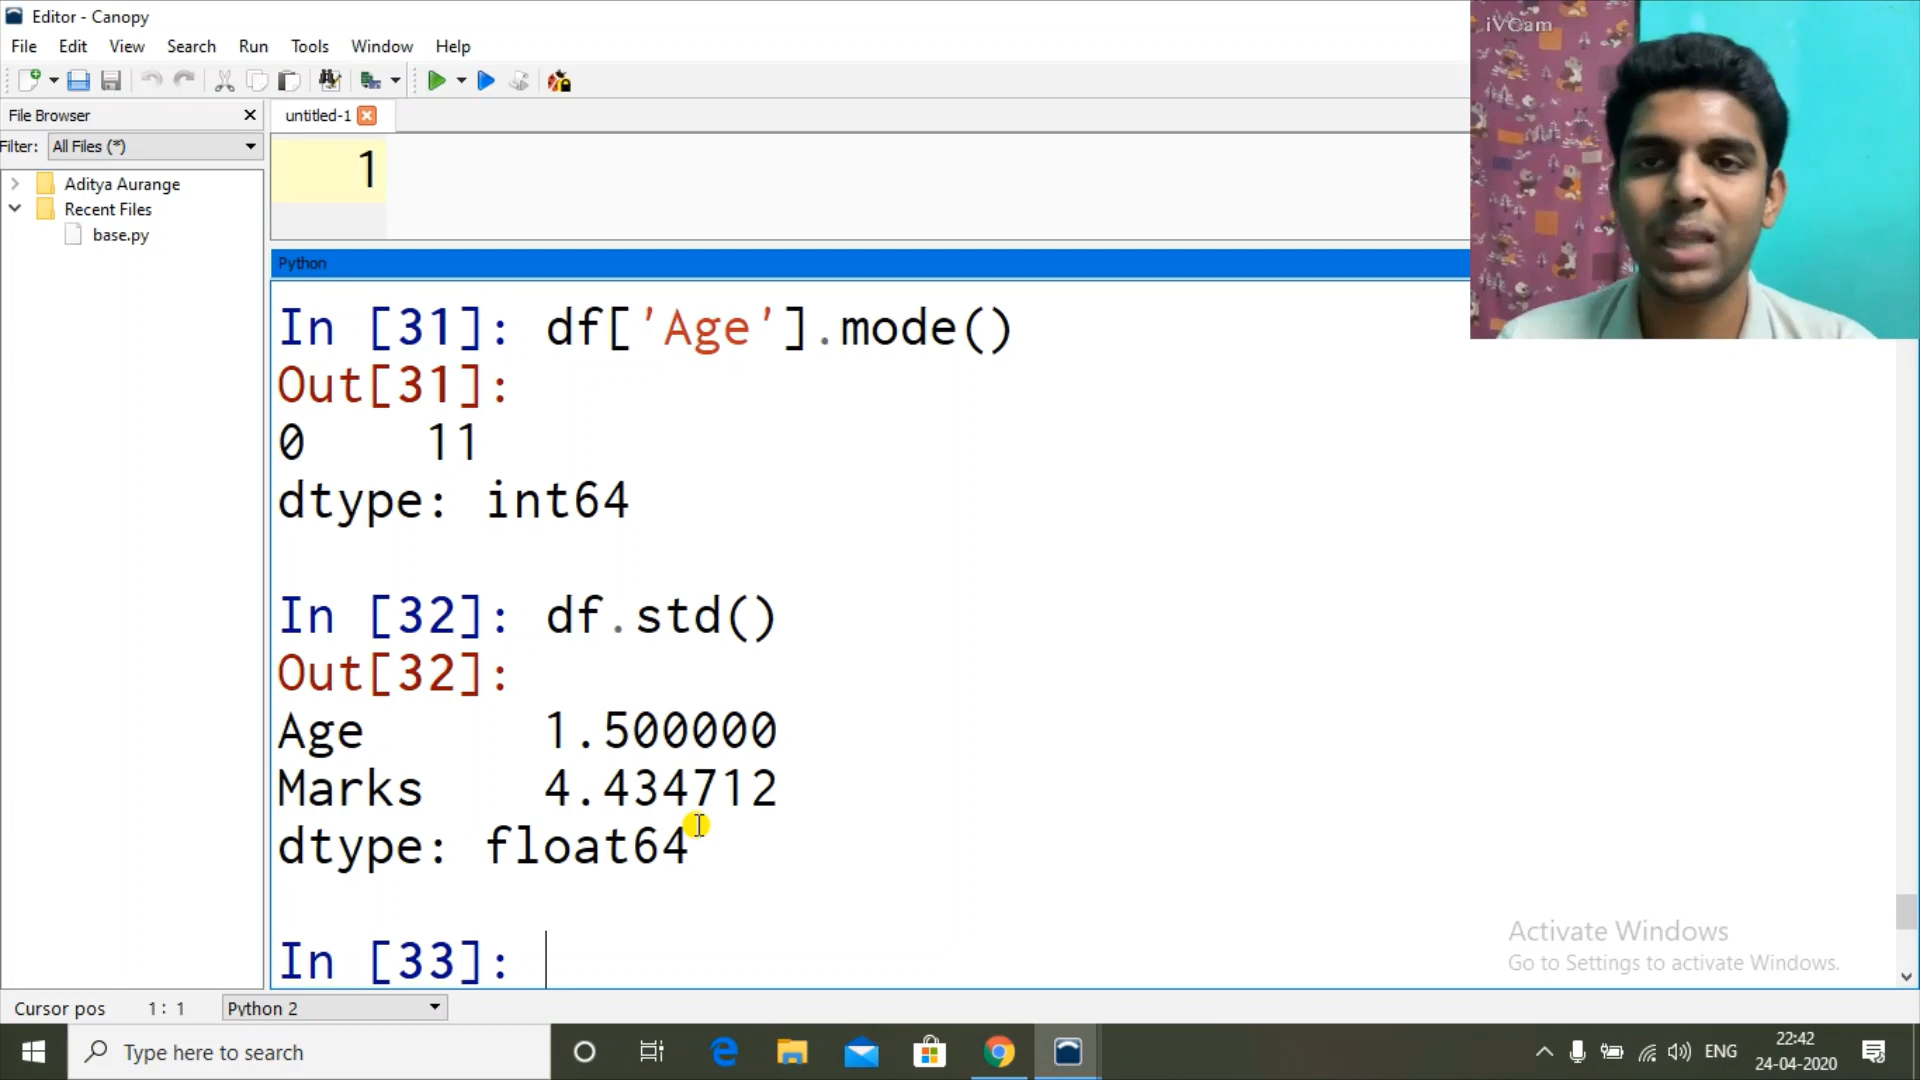 Editor - Canopy
iVCam
File Edit View Search Run Tools Window Help
File Browser
untitled-1
Filter: All Files (*)
1
Aditya Aurange
Recent Files
base.py
Python
In [31]: df['Age'].mode()
Out[31]:
0 11
dtype: int64
In [32]: df.std()
Out[32]:
Age 1.500000
Marks 4.434712
dtype: float64
In [33]:
Activate Windows
Go to Settings to activate Windows.
Cursor pos 1: 1 Python 2
Type here to search
ENG
22:42
24-04-2020